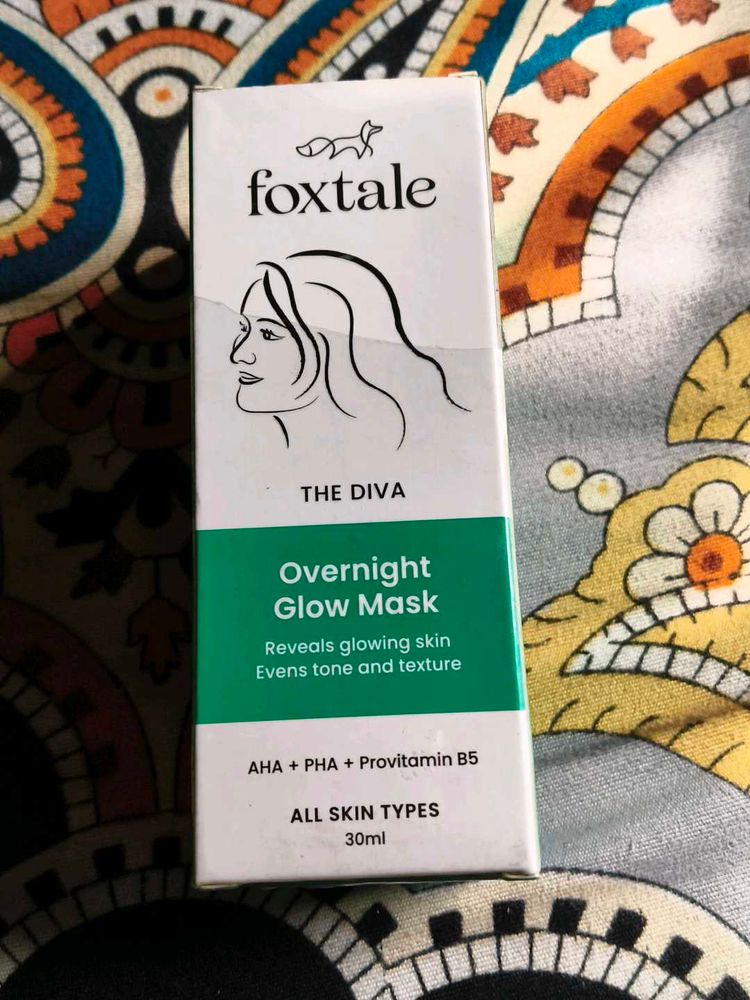 foxtale
THE DIVA
Overnight
Glow Mask
Reveals glowing skin
Evens tone and texture
AHA + PHA + Provitamin B5
ALL SKIN TYPES
30ml